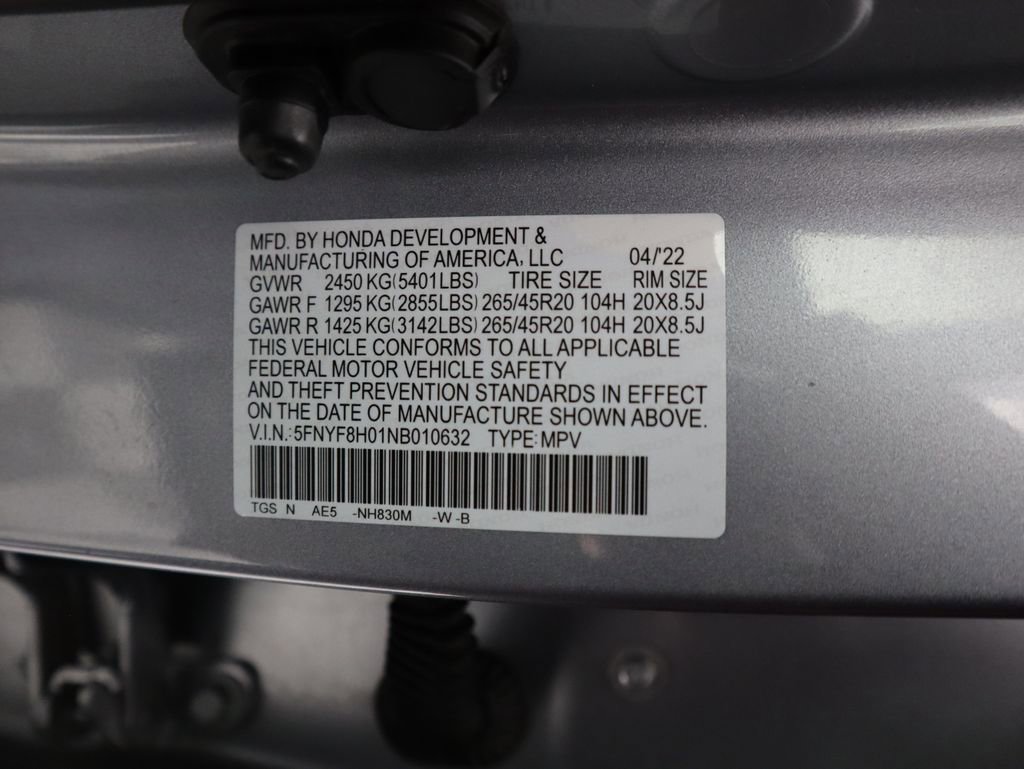 MFD. BY HONDA DEVELOPMENT &
MANUFACTURING OF AMERICA, LLC 04/'22
GVWR 2450 KG(5401LBS) TIRE SIZE RIM SIZE
GAWR F 1295 KG(2855LBS) 265/45R20 104H 20X8.5J
GAWR R 1425 KG(3142LBS) 265/45R20 104H 20X8.5J
THIS VEHICLE CONFORMS TO ALL APPLICABLE
FEDERAL MOTOR VEHICLE SAFETY
AND THEFT PREVENTION STANDARDS IN EFFECT
ON THE DATE OF MANUFACTURE SHOWN ABOVE.
V.I.N.:5FNYF8H01NB010632 TYPE:MPV
TGS N AE5 -NH830M -W -B